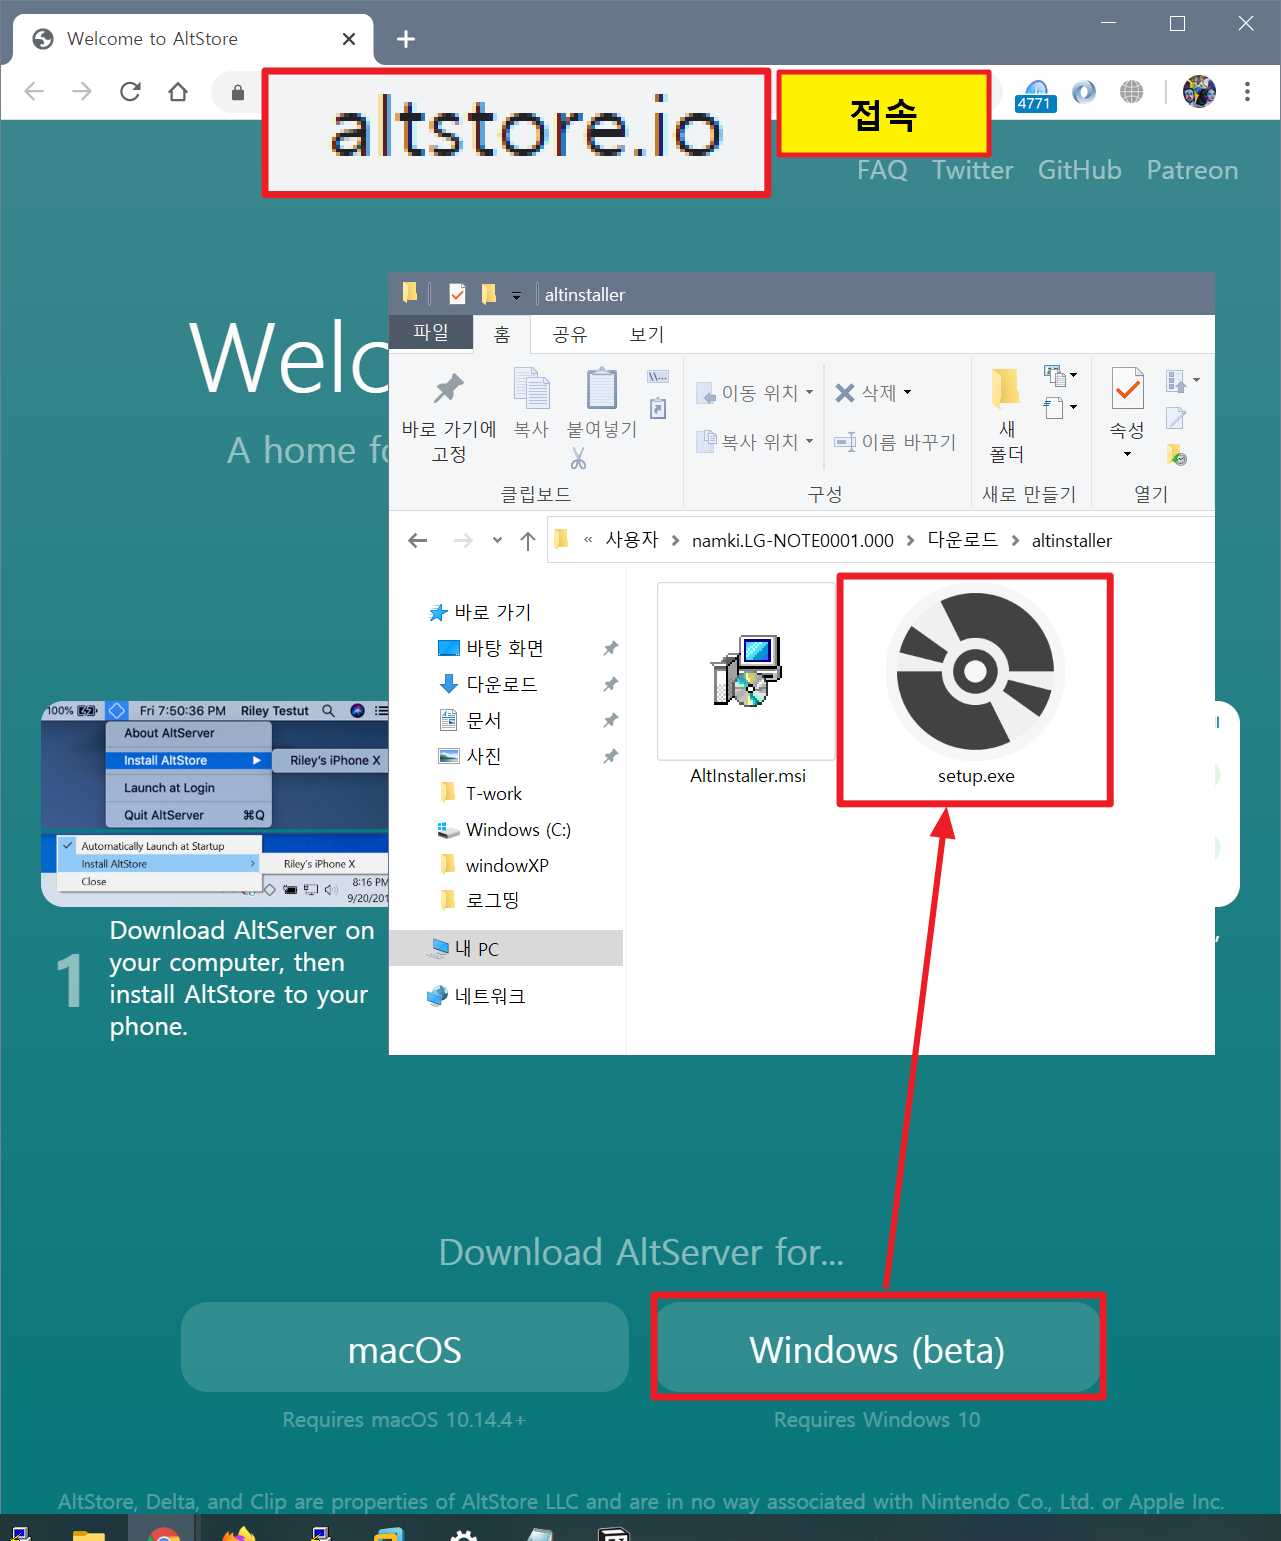 Welcome to AltStore
altstore.io
접속
4771
FAQ Twitter GitHub Patreon
Welc
A home fo
altinstaller
파일 홈 공유 보기
바로 가기에
고정
복사
붙여넣기
이동 위치
복사 위치
삭제
이름 바꾸기
새
폴더
속성
클립보드 구성 새로 만들기 열기
« 사용자 > namki.LG-NOTE0001.000 > 다운로드 > altinstaller
바로 가기
바탕 화면
다운로드
문서
사진
T-work
Windows (C:)
windowXP
로그띵
내 PC
네트워크
AltInstaller.msi
setup.exe
100% Fri 7:50:36 PM Riley Testut
About AltServer
Install AltStore Riley's iPhone X
Launch at Login
Quit AltServer ⌘Q
Automatically Launch at Startup
Install AltStore > Riley's iPhone X
Close
8:16 PM
9/20/201
1
Download AltServer on
your computer, then
install AltStore to your
phone.
Download AltServer for...
macOS
Windows (beta)
Requires macOS 10.14.4+
Requires Windows 10
AltStore, Delta, and Clip are properties of AltStore LLC and are in no way associated with Nintendo Co., Ltd. or Apple Inc.